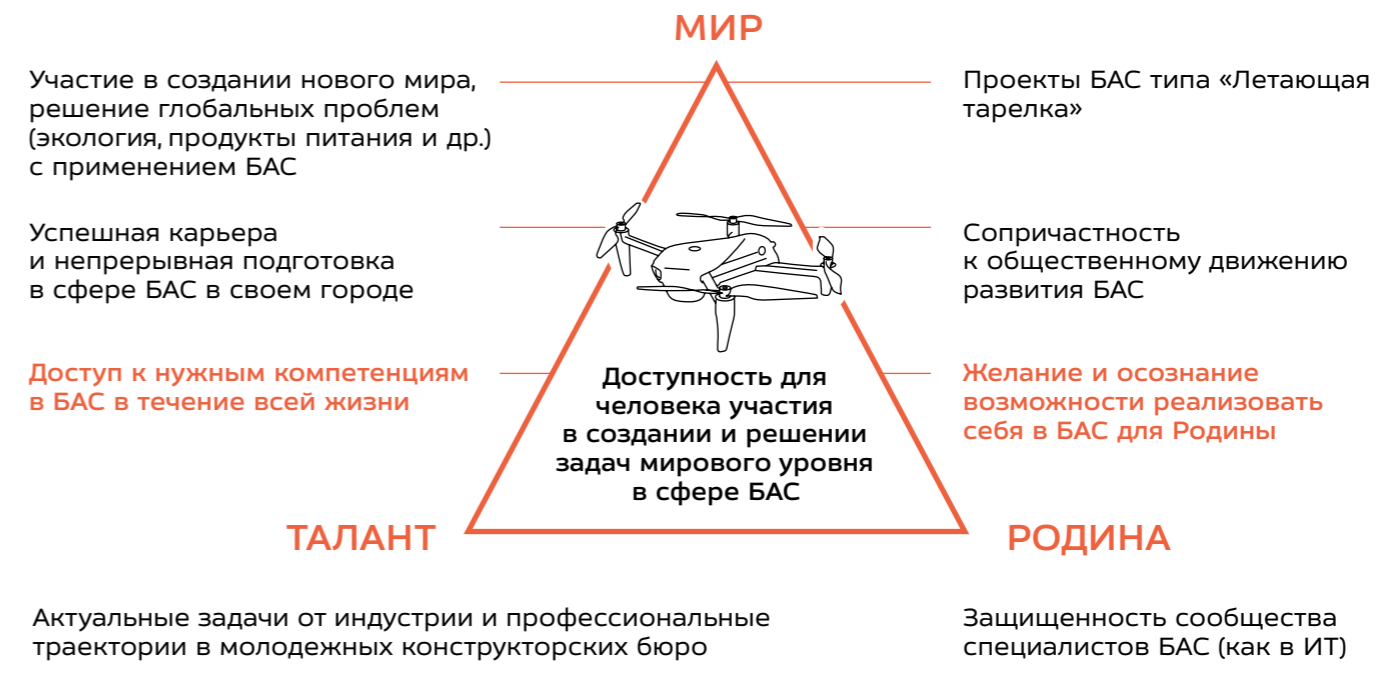 МИР
Участие в создании нового мира,
решение глобальных проблем
(экология, продукты питания и др.)
с применением БАС
Проекты БАС типа «Летающая
тарелка»
Успешная карьера
и непрерывная подготовка
в сфере БАС в своем городе
Сопричастность
к общественному движению
развития БАС
Доступ к нужным компетенциям
в БАС в течение всей жизни
Доступность для
человека участия
в создании и решении
задач мирового уровня
в сфере БАС
Желание и осознание
возможности реализовать
себя в БАС для Родины
ТАЛАНТ
РОДИНА
Актуальные задачи от индустрии и профессиональные
траектории в молодежных конструкторских бюро
Защищенность сообщества
специалистов БАС (как в ИТ)